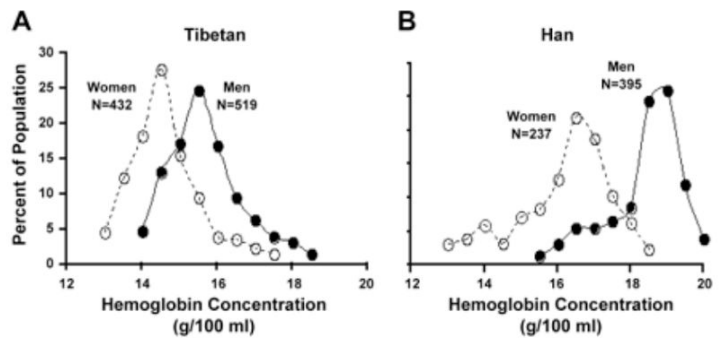 A
Tibetan
30
25
20
15
10
5
0
Percent of Population
Women
N=432
Men
N=519
12 14 16 18 20
Hemoglobin Concentration
(g/100 ml)
B
Han
Women
N=237
Men
N=395
12 14 16 18 20
Hemoglobin Concentration
(g/100 ml)